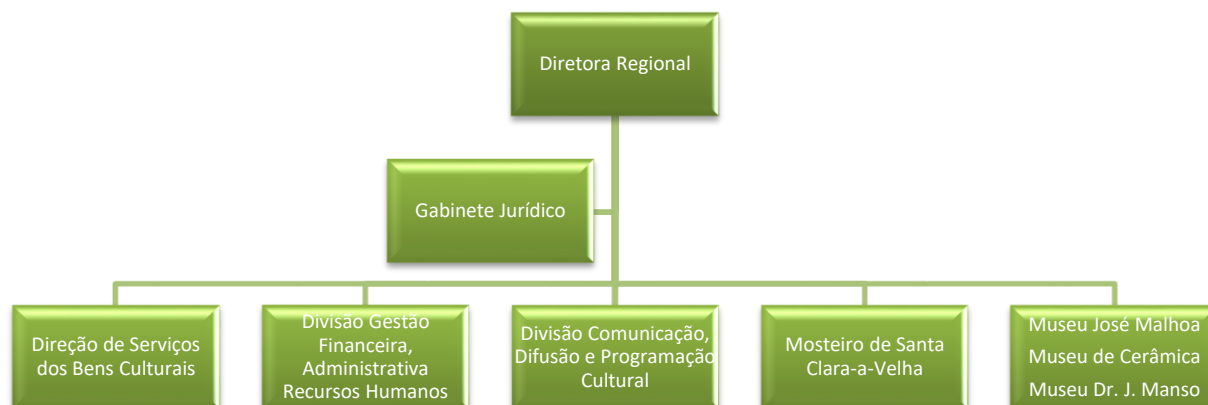 Diretora Regional
Gabinete Jurídico
Direção de Serviços
dos Bens Culturais
Divisão Gestão
Financeira,
Administrativa
Recursos Humanos
Divisão Comunicação,
Difusão e Programação
Cultural
Mosteiro de Santa
Clara-a-Velha
Museu José Malhoa
Museu de Cerâmica
Museu Dr. J. Manso